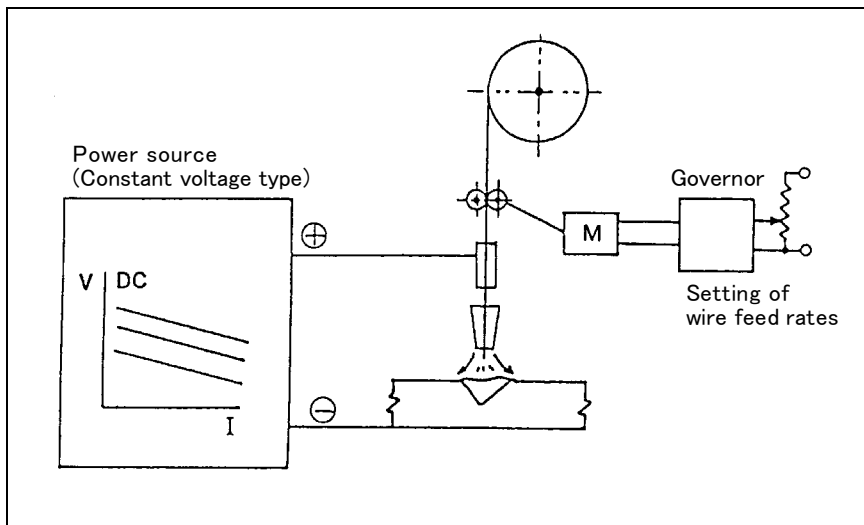 Power source
(Constant voltage type)
⊕
V
DC
I
⊖
M
Governor
Setting of
wire feed rates